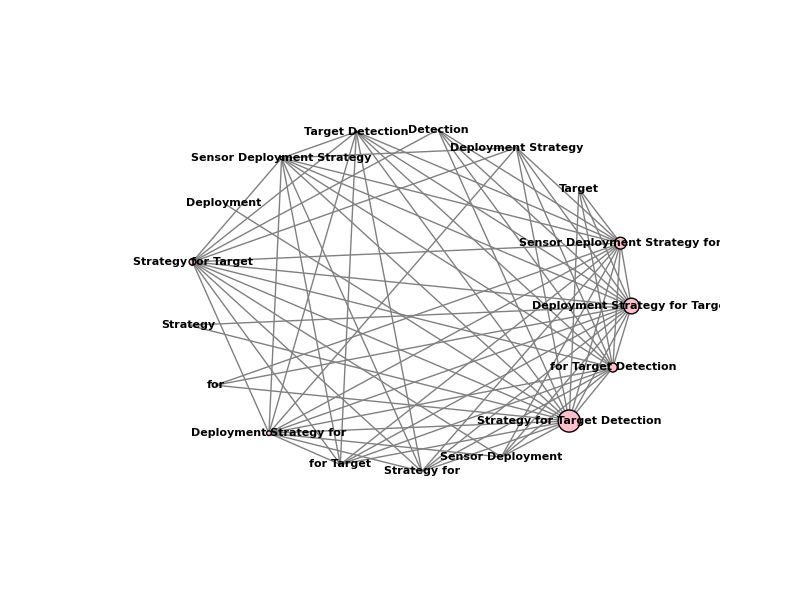 Target Detection
Detection
Deployment Strategy
Sensor Deployment Strategy
Target
Deployment
Sensor Deployment Strategy for
Strategy for Target
Deployment Strategy for Targe
Strategy
for Target Detection
for
Strategy for Target Detection
Deployment Strategy for
Sensor Deployment
for Target
Strategy for